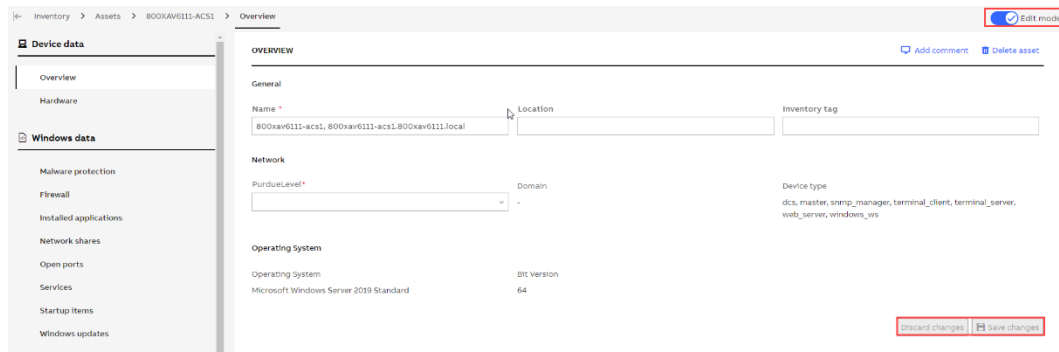 Inventory > Assets > 800XAV6111-ACS1 > Overview
Edit mode
Device data
Overview
Hardware
Windows data
Malware protection
Firewall
Installed applications
Network shares
Open ports
Services
Startup items
Windows updates
OVERVIEW
Add comment Delete asset
General
Name * Location Inventory tag
800xav6111-acs1, 800xav6111-acs1.800xav6111.local
Network
PurdueLevel* Domain Device type
- dcs, master, snmp_manager, terminal_client, terminal_server,
web_server, windows_ws
Operating System
Operating System Bit Version
Microsoft Windows Server 2019 Standard 64
Discard changes Save changes